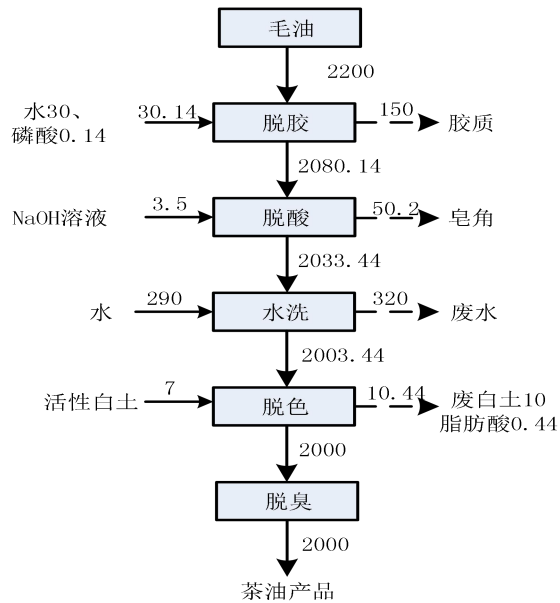 毛油
2200
水30、
磷酸0.14
30.14
脱胶
150
胶质
2080.14
NaOH溶液
3.5
脱酸
50.2
皂角
2033.44
水
290
水洗
320
废水
2003.44
活性白土
7
脱色
10.44
废白土10
脂肪酸0.44
2000
脱臭
2000
茶油产品